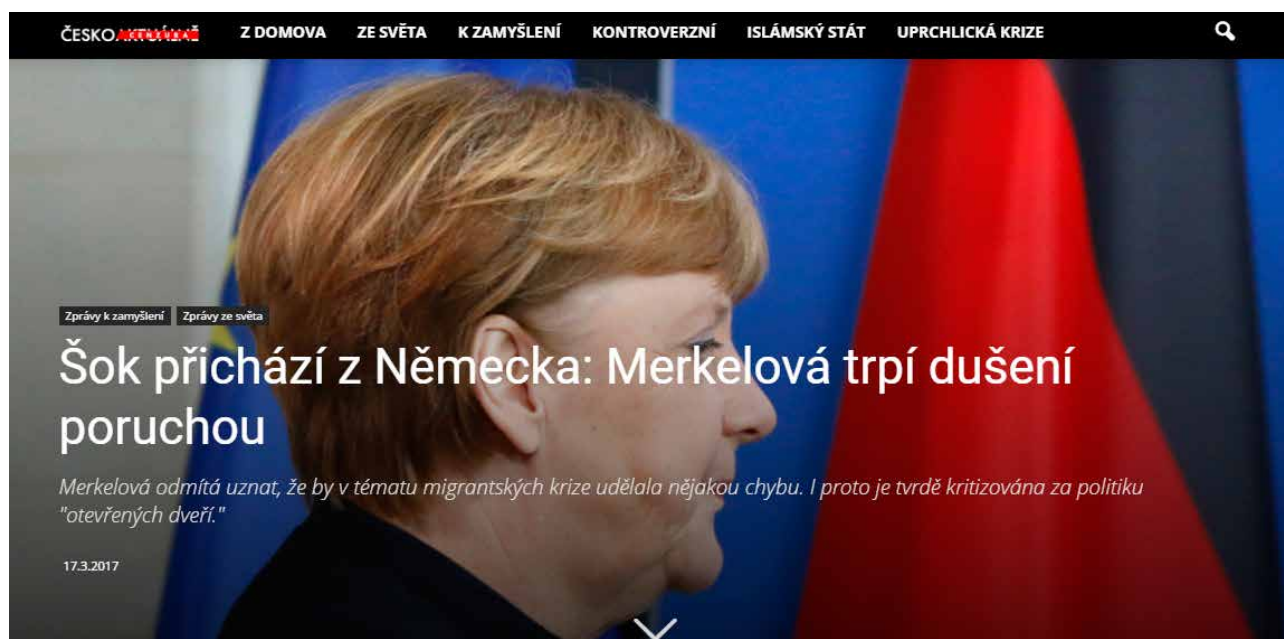 ČESKO
Z DOMOVA ZE SVĚTA K ZAMYŠLENÍ KONTROVERZNÍ ISLÁMSKÝ STÁT UPRCHLICKÁ KRIZE
Zprávy k zamyšlení Zprávy ze světa
Šok přichází z Německa: Merkelová trpí dušení
poruchou
Merkelová odmítá uznat, že by v tématu migrantských krize udělala nějakou chybu. I proto je tvrdě kritizována za politiku
"otevřených dveří."
17.3.2017